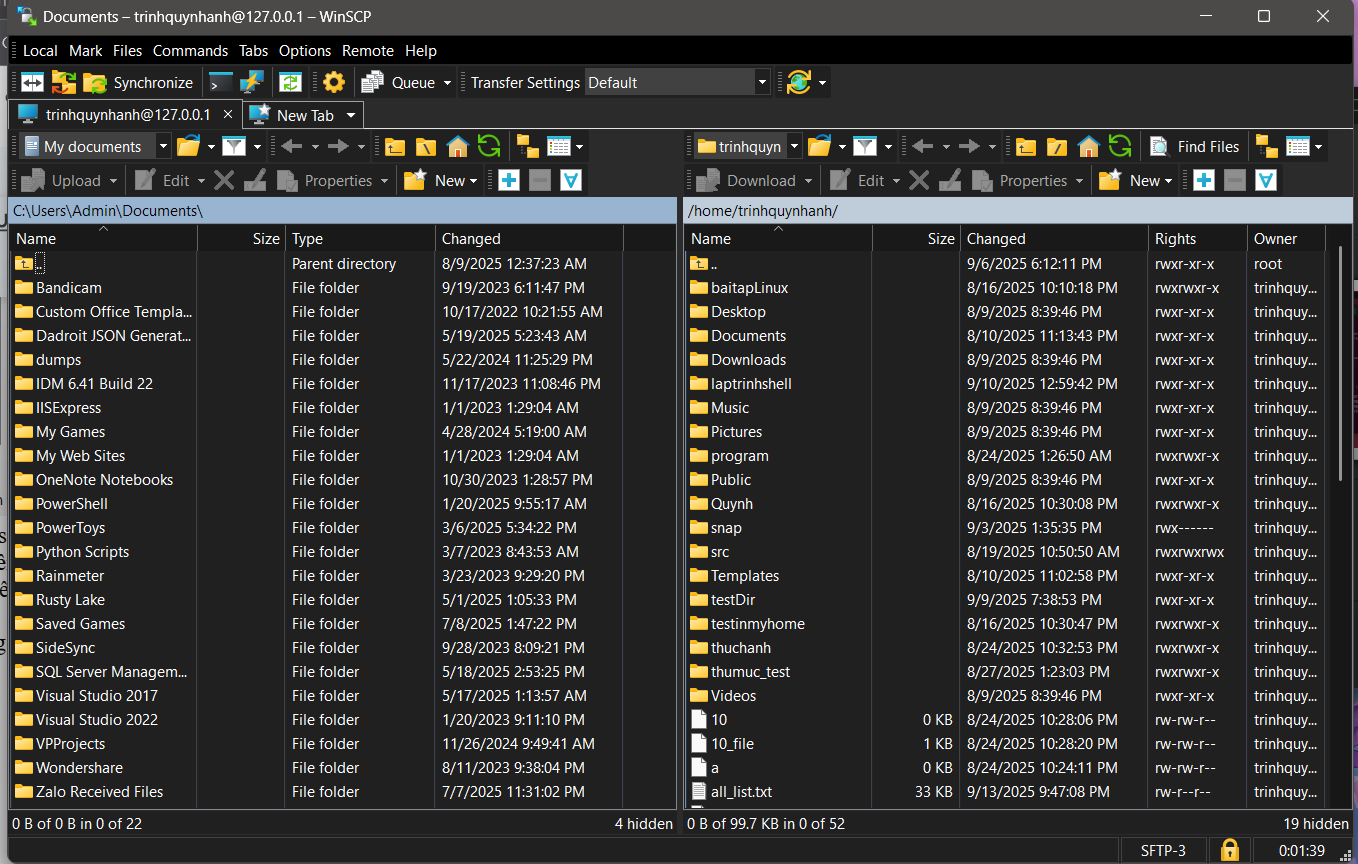 Documents – trinhquynhanh@127.0.0.1 – WinSCP
Local Mark Files Commands Tabs Options Remote Help
Synchronize Queue Transfer Settings Default
trinhquynhanh@127.0.0.1 × New Tab
My documents
Upload Edit Properties New
C:\Users\Admin\Documents\
Name Size Type Changed
.. Parent directory 8/9/2025 12:37:23 AM
Bandicam File folder 9/19/2023 6:11:47 PM
Custom Office Templa... File folder 10/17/2022 10:21:55 AM
Dadroit JSON Generat... File folder 5/19/2025 5:23:43 AM
dumps File folder 5/22/2024 11:25:29 PM
IDM 6.41 Build 22 File folder 11/17/2023 11:08:46 PM
IISExpress File folder 1/1/2023 1:29:04 AM
My Games File folder 4/28/2024 5:19:00 AM
My Web Sites File folder 1/1/2023 1:29:04 AM
OneNote Notebooks File folder 10/30/2023 1:28:57 PM
PowerShell File folder 1/20/2025 9:55:17 AM
PowerToys File folder 3/6/2025 5:34:22 PM
Python Scripts File folder 3/7/2023 8:43:53 AM
Rainmeter File folder 3/23/2023 9:29:20 PM
Rusty Lake File folder 5/1/2025 1:05:33 PM
Saved Games File folder 7/8/2025 1:47:22 PM
SideSync File folder 9/28/2023 8:09:21 PM
SQL Server Managem... File folder 5/18/2025 2:53:25 PM
Visual Studio 2017 File folder 5/17/2025 1:13:57 AM
Visual Studio 2022 File folder 1/20/2023 9:11:10 PM
VPProjects File folder 11/26/2024 9:49:41 AM
Wondershare File folder 8/11/2023 9:38:04 PM
Zalo Received Files File folder 7/7/2025 11:31:02 PM
0 B of 0 B in 0 of 22 4 hidden
trinhquyn Find Files
Download Edit Properties New
/home/trinhquynhanh/
Name Size Changed Rights Owner
.. 9/6/2025 6:12:11 PM rwxr-xr-x root
baitapLinux 8/16/2025 10:10:18 PM rwxrwxr-x trinhquy...
Desktop 8/9/2025 8:39:46 PM rwxr-xr-x trinhquy...
Documents 8/10/2025 11:13:43 PM rwxr-xr-x trinhquy...
Downloads 8/9/2025 8:39:46 PM rwxr-xr-x trinhquy...
laptrinhshell 9/10/2025 12:59:42 PM rwxr-xr-x trinhquy...
Music 8/9/2025 8:39:46 PM rwxr-xr-x trinhquy...
Pictures 8/9/2025 8:39:46 PM rwxr-xr-x trinhquy...
program 8/24/2025 1:26:50 AM rwxrwxr-x trinhquy...
Public 8/9/2025 8:39:46 PM rwxr-xr-x trinhquy...
Quynh 8/16/2025 10:30:08 PM rwxrwxr-x trinhquy...
snap 9/3/2025 1:35:35 PM rwx------ trinhquy...
src 8/19/2025 10:50:50 AM rwxrwxrwx trinhquy...
Templates 8/10/2025 11:02:58 PM rwxr-xr-x trinhquy...
testDir 9/9/2025 7:38:53 PM rwxr-xr-x trinhquy...
testinmyhome 8/16/2025 10:30:47 PM rwxrwxr-x trinhquy...
thuchanh 8/24/2025 10:32:53 PM rwxrwxr-x trinhquy...
thumuc_test 8/27/2025 1:23:03 PM rwxrwxr-x trinhquy...
Videos 8/9/2025 8:39:46 PM rwxr-xr-x trinhquy...
10 0 KB 8/24/2025 10:28:06 PM rw-rw-r-- trinhquy...
10_file 1 KB 8/24/2025 10:28:20 PM rw-rw-r-- trinhquy...
a 0 KB 8/24/2025 10:24:11 PM rw-rw-r-- trinhquy...
all_list.txt 33 KB 9/13/2025 9:47:08 PM rw-r--r-- trinhquy...
0 B of 99.7 KB in 0 of 52 19 hidden
SFTP-3 0:01:39